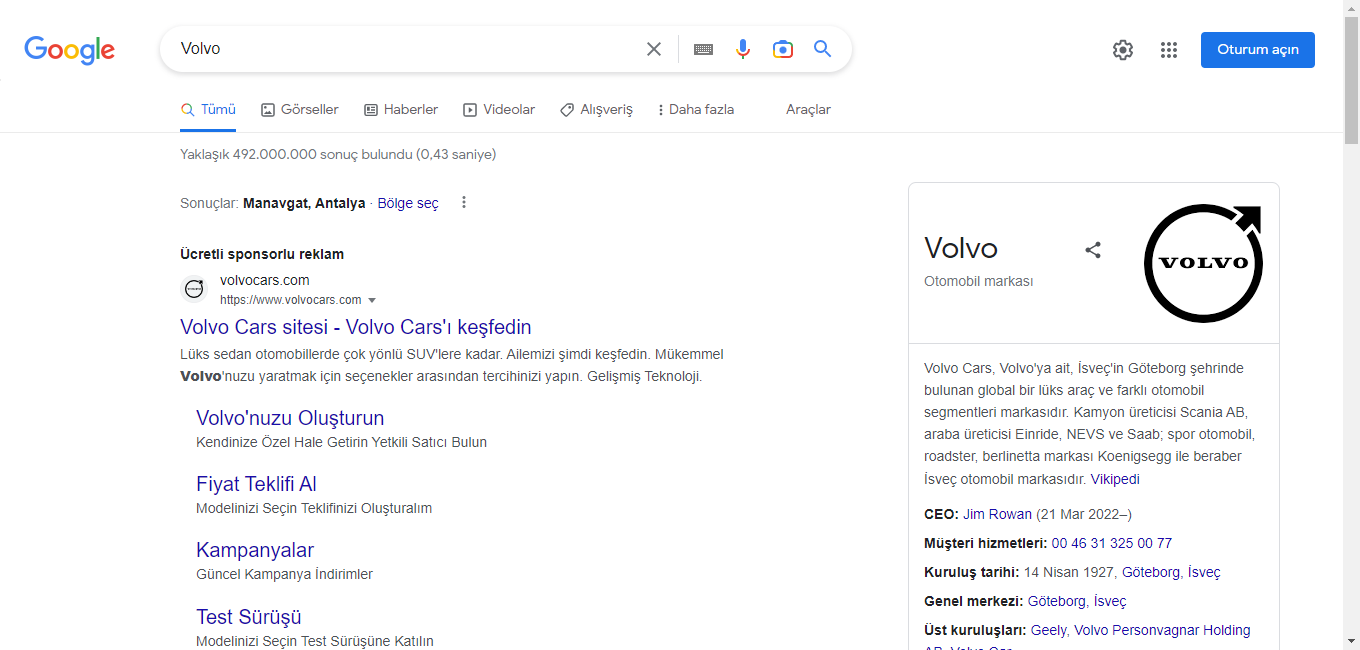 Google
Volvo
Oturum açın
Tümü
Görseller
Haberler
Videolar
Alışveriş
Daha fazla
Araçlar
Yaklaşık 492.000.000 sonuç bulundu (0,43 saniye)
Sonuçlar: Manavgat, Antalya · Bölge seç
Ücretli sponsorlu reklam
volvocars.com
https://www.volvocars.com
Volvo Cars sitesi - Volvo Cars'ı keşfedin
Lüks sedan otomobillerde çok yönlü SUV'lere kadar. Ailemizi şimdi keşfedin. Mükemmel
Volvo'nuzu yaratmak için seçenekler arasından tercihinizi yapın. Gelişmiş Teknoloji.
Volvo'nuzu Oluşturun
Kendinize Özel Hale Getirin Yetkili Satıcı Bulun
Fiyat Teklifi Al
Modelinizi Seçin Teklifinizi Oluşturalım
Kampanyalar
Güncel Kampanya İndirimler
Test Sürüşü
Modelinizi Seçin Test Sürüşüne Katılın
Volvo
Otomobil markası
VOLVO
Volvo Cars, Volvo'ya ait, İsveç'in Göteborg şehrinde
bulunan global bir lüks araç ve farklı otomobil
segmentleri markasıdır. Kamyon üreticisi Scania AB,
araba üreticisi Einride, NEVS ve Saab; spor otomobil,
roadster, berlinetta markası Koenigsegg ile beraber
İsveç otomobil markasıdır. Vikipedi
CEO: Jim Rowan (21 Mar 2022–)
Müşteri hizmetleri: 00 46 31 325 00 77
Kuruluş tarihi: 14 Nisan 1927, Göteborg, İsveç
Genel merkezi: Göteborg, İsveç
Üst kuruluşları: Geely, Volvo Personvagnar Holding